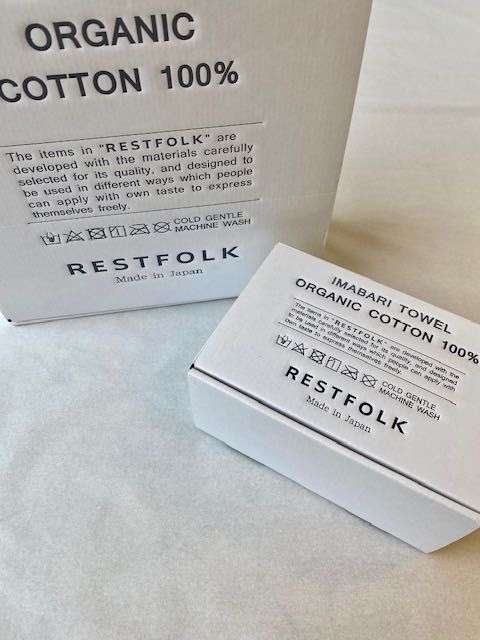 ORGANIC
COTTON 100%
The items in "RESTFOLK" are
developed with the materials carefully
selected for its quality, and designed to
be used in different ways which people
can apply with own taste to express
themselves freely.
COLD GENTLE
MACHINE WASH
RESTFOLK
Made in Japan
IMABARI TOWEL
ORGANIC COTTON 100%
The items in "RESTFOLK" are developed with the
materials carefully selected for its quality, and designed
to be used in different ways which people can apply with
own taste to express themselves freely.
COLD GENTLE
MACHINE WASH
RESTFOLK
Made in Japan